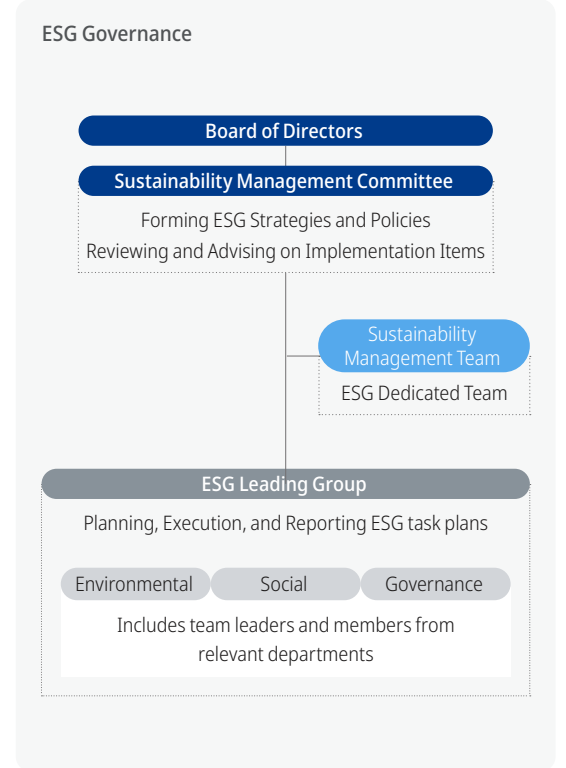 ESG Governance
Board of Directors
Sustainability Management Committee
Forming ESG Strategies and Policies
Reviewing and Advising on Implementation Items
Sustainability
Management Team
ESG Dedicated Team
ESG Leading Group
Planning, Execution, and Reporting ESG task plans
Environmental
Social
Governance
Includes team leaders and members from
relevant departments